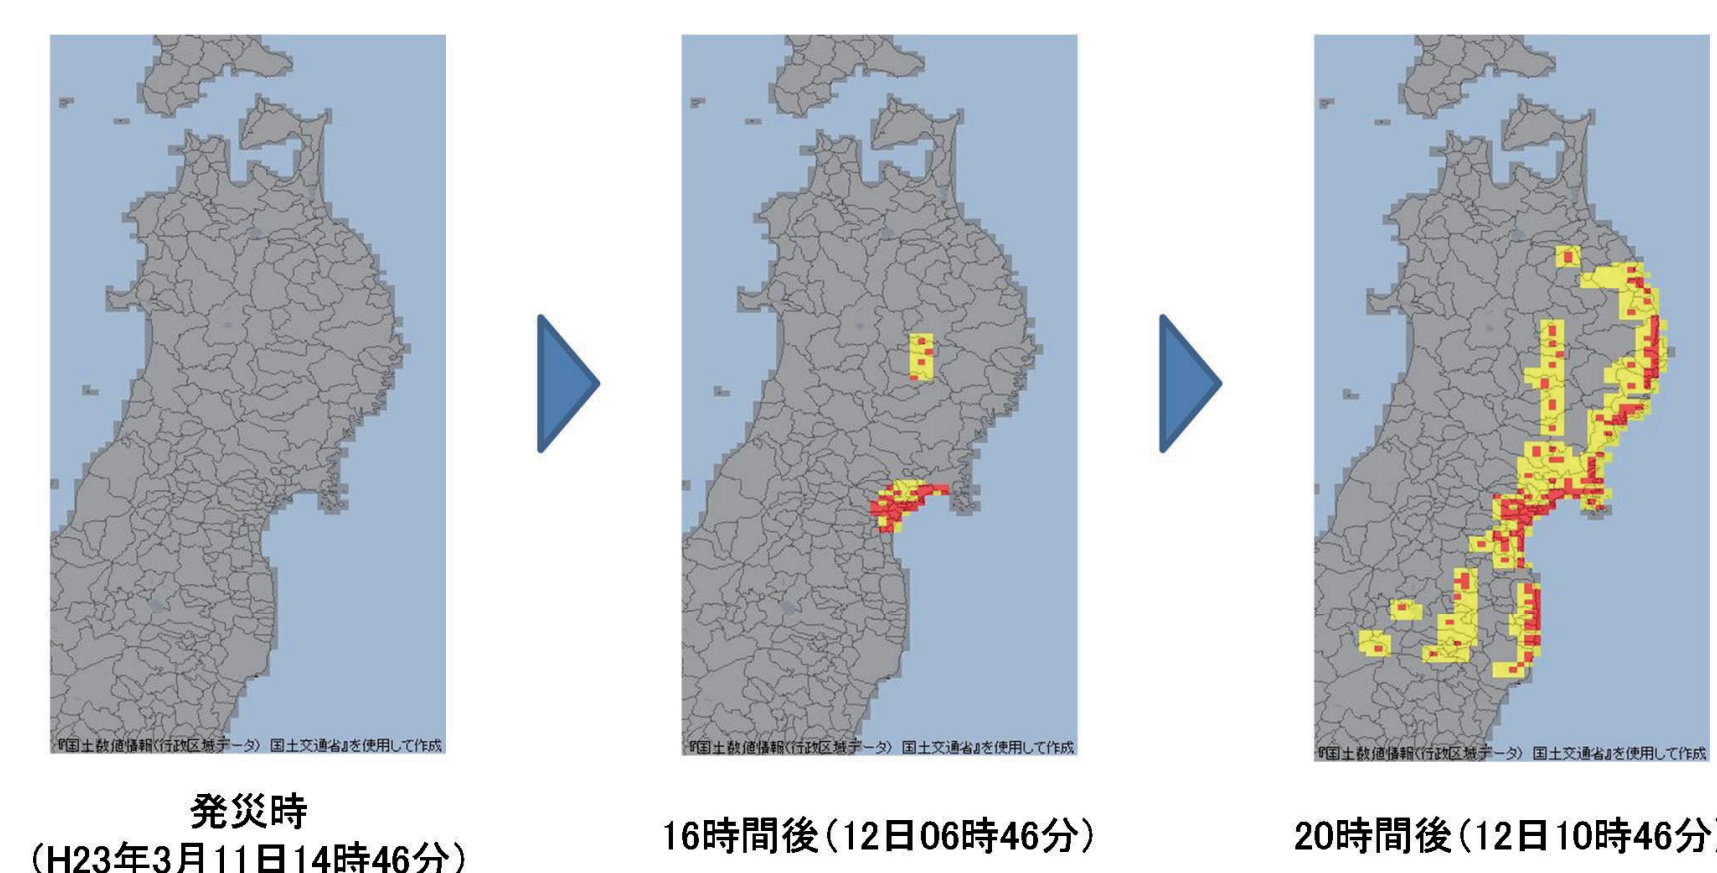 『国土数値情報(行政区域データ) 国土交通省』を使用して作成
『国土数値情報(行政区域データ) 国土交通省』を使用して作成
『国土数値情報(行政区域データ) 国土交通省』を使用して作成
発災時
(H23年3月11日14時46分)
16時間後(12日06時46分)
20時間後(12日10時46分)